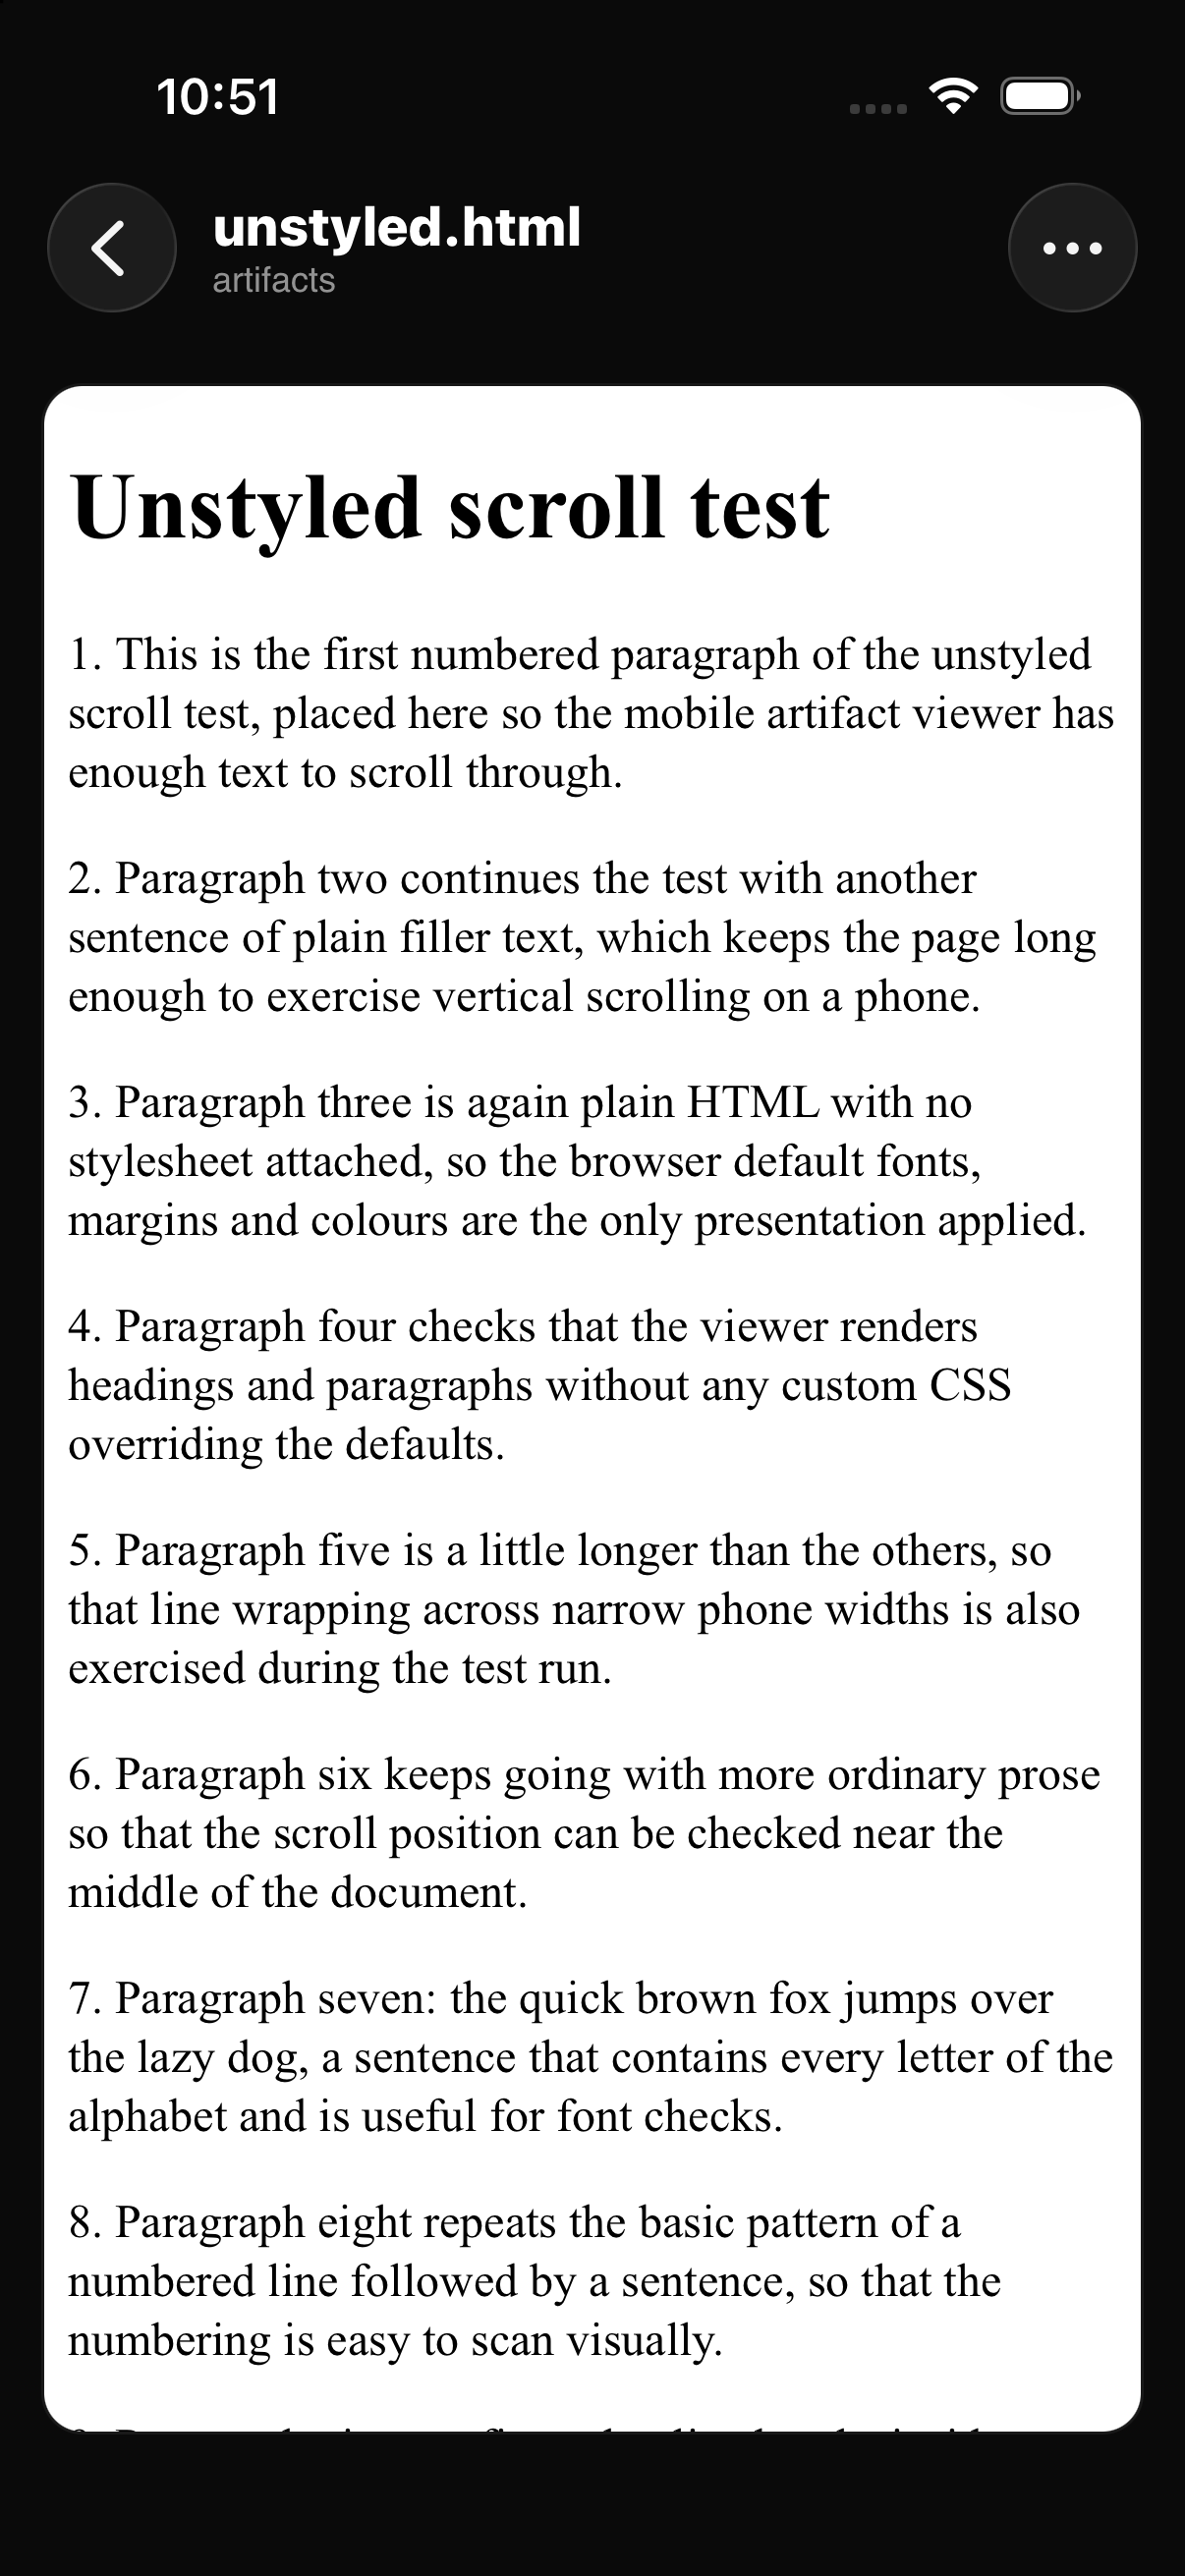 10:51
unstyled.html
artifacts
Unstyled scroll test
1. This is the first numbered paragraph of the unstyled
scroll test, placed here so the mobile artifact viewer has
enough text to scroll through.
2. Paragraph two continues the test with another
sentence of plain filler text, which keeps the page long
enough to exercise vertical scrolling on a phone.
3. Paragraph three is again plain HTML with no
stylesheet attached, so the browser default fonts,
margins and colours are the only presentation applied.
4. Paragraph four checks that the viewer renders
headings and paragraphs without any custom CSS
overriding the defaults.
5. Paragraph five is a little longer than the others, so
that line wrapping across narrow phone widths is also
exercised during the test run.
6. Paragraph six keeps going with more ordinary prose
so that the scroll position can be checked near the
middle of the document.
7. Paragraph seven: the quick brown fox jumps over
the lazy dog, a sentence that contains every letter of the
alphabet and is useful for font checks.
8. Paragraph eight repeats the basic pattern of a
numbered line followed by a sentence, so that the
numbering is easy to scan visually.